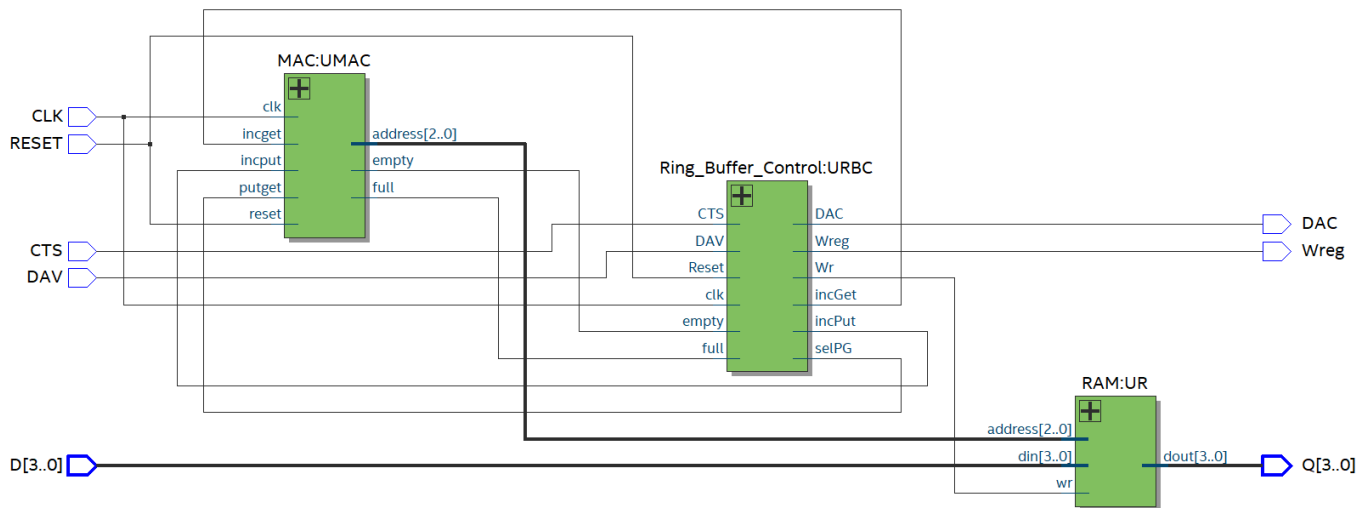 MAC:UMAC
CLK
RESET
CTS
DAV
clk
incget
incput
putget
reset
address[2..0]
empty
full
Ring_Buffer_Control:URBC
CTS
DAV
Reset
clk
empty
full
DAC
Wreg
Wr
incGet
incPut
selPG
DAC
Wreg
RAM:UR
D[3..0]
address[2..0]
din[3..0]
wr
dout[3..0]
Q[3..0]